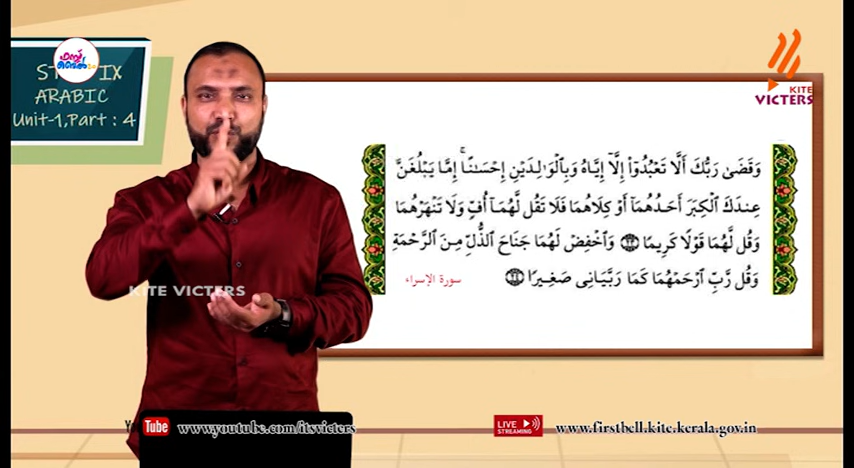 ARABIC
Unit-1,Part : 4
KITE
VICTERS
وَقَضَىٰ رَبُّكَ أَلَّا تَعْبُدُوٓا۟ إِلَّآ إِيَّاهُ وَبِٱلْوَٰلِدَيْنِ إِحْسَـٰنًا ۚ إِمَّا يَبْلُغَنَّ
عِندَكَ ٱلْكِبَرَ أَحَدُهُمَآ أَوْ كِلَاهُمَا فَلَا تَقُل لَّهُمَآ أُفٍّ وَلَا تَنْهَرْهُمَا
وَقُل لَّهُمَا قَوْلًا كَرِيمًا ﴿٢٣﴾ وَٱخْفِضْ لَهُمَا جَنَاحَ ٱلذُّلِّ مِنَ ٱلرَّحْمَةِ
وَقُل رَّبِّ ٱرْحَمْهُمَا كَمَا رَبَّيَانِى صَغِيرًا ﴿٢٤﴾ سورة الإسراء
KITE VICTERS
YouTube www.youtube.com/itsvicters
LIVE STREAMING www.firstbell.kite.kerala.gov.in